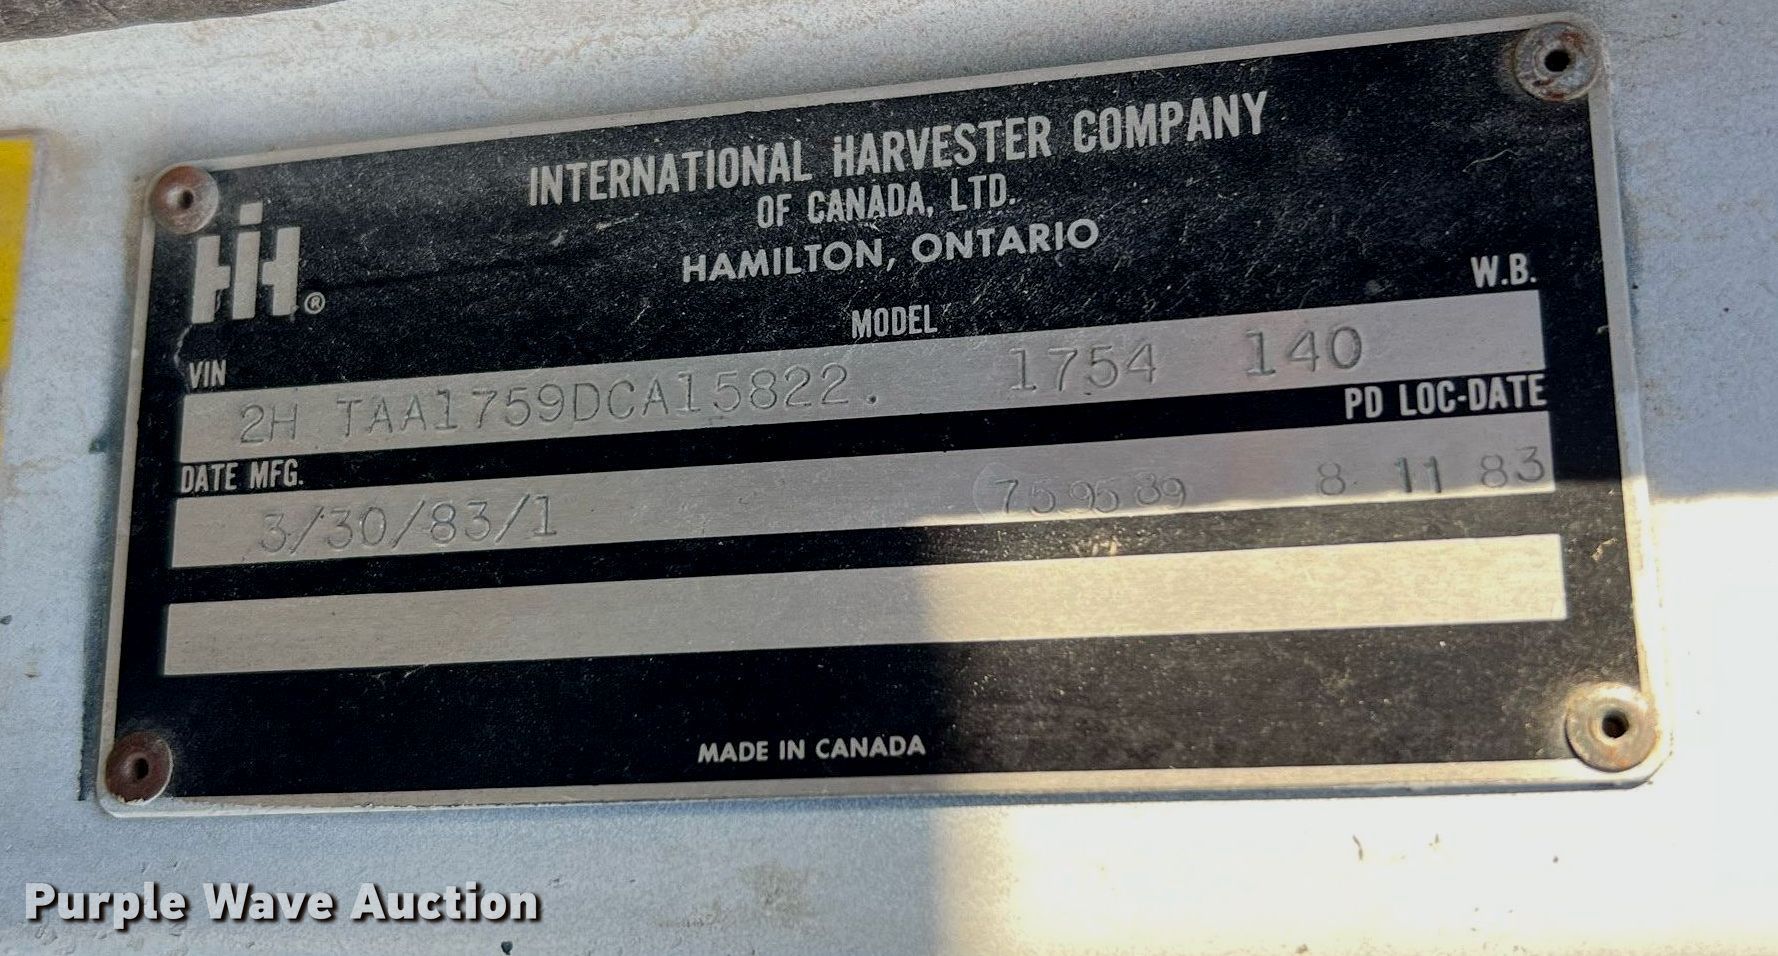 INTERNATIONAL HARVESTER COMPANY
OF CANADA, LTD.
HAMILTON, ONTARIO
IH®
MODEL W.B.
VIN
2H TAA1759DCA15822. 1754 140
PD LOC-DATE
DATE MFG.
3/30/83/1 759539 8 11 83
MADE IN CANADA
Purple Wave Auction